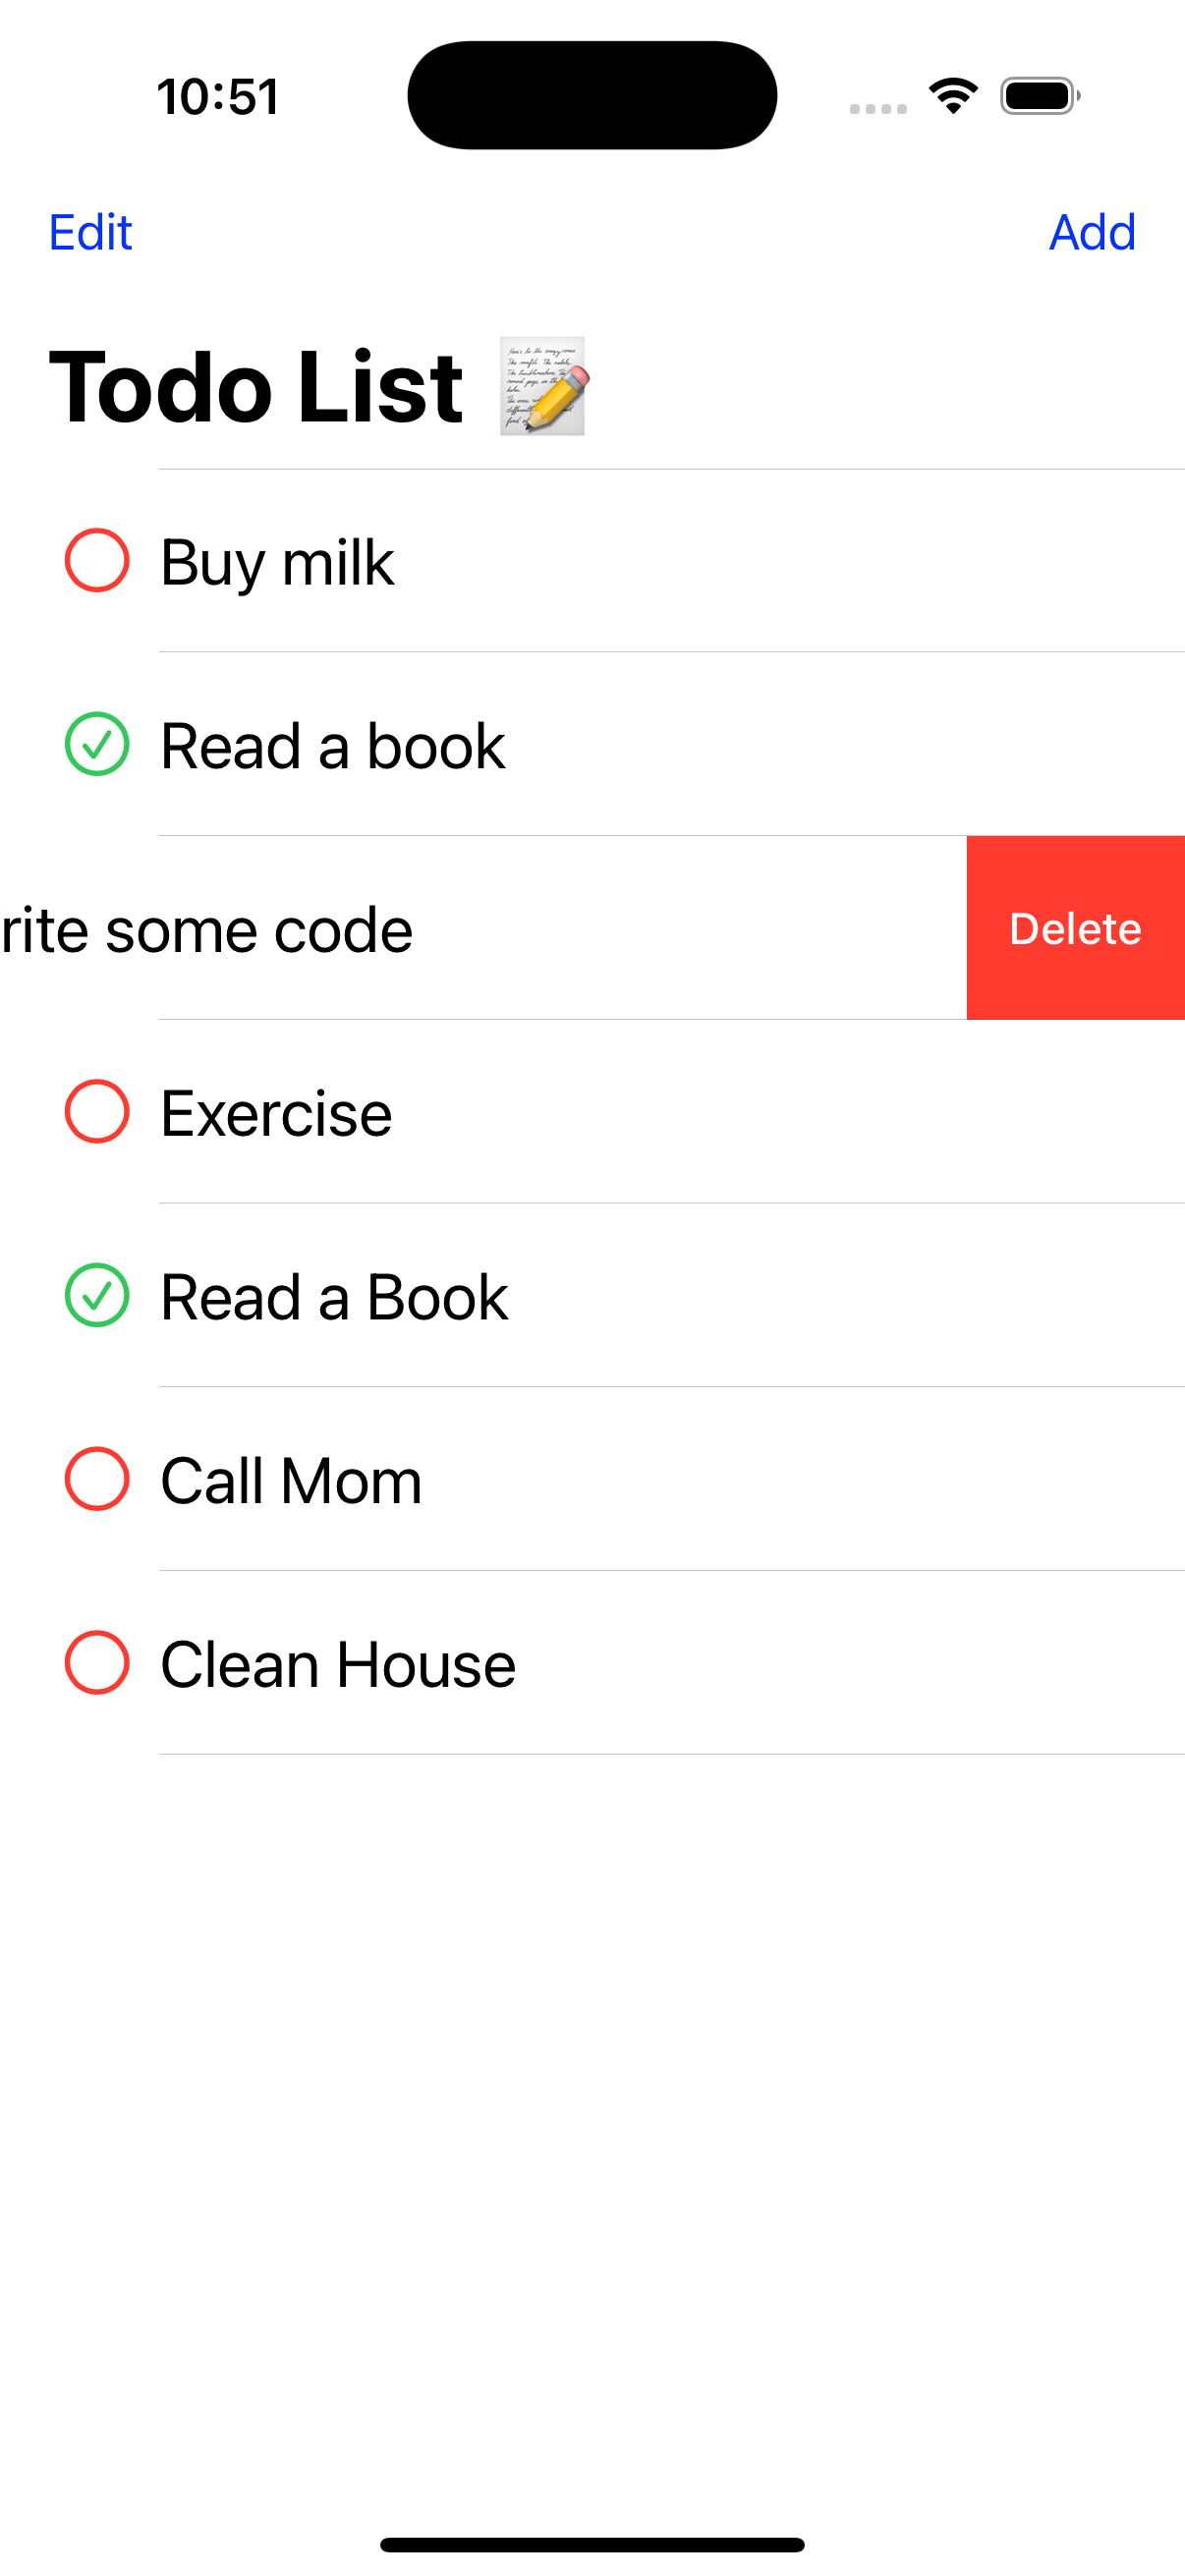 10:51
Edit
Add
Todo List
Buy milk
Read a book
rite some code
Delete
Exercise
Read a Book
Call Mom
Clean House